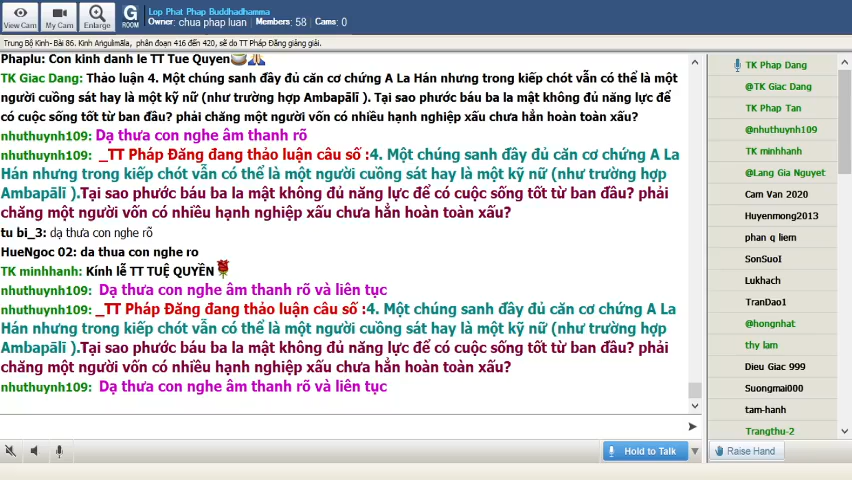 View Cam
My Cam
Enlarge
G
ROOM
Lop Phat Phap Buddhadhamma
Owner: chua phap luan | Members: 58 | Cams: 0
Trung Bộ Kinh- Bài 86. Kinh Angulimāla, phân đoạn 416 đến 420, sẽ do TT Pháp Đăng giảng giải.
Phaplu: Con kinh danh le TT Tue Quyen
TK Giac Dang: Thảo luận 4. Một chúng sanh đầy đủ căn cơ chứng A La Hán nhưng trong kiếp chót vẫn có thể là một
người cuồng sát hay là một kỹ nữ (như trường hợp Ambapālī ). Tại sao phước báu ba la mật không đủ năng lực để
có cuộc sống tốt từ ban đầu? phải chăng một người vốn có nhiều hạnh nghiệp xấu chưa hẳn hoàn toàn xấu?
nhuthuynh109: Dạ thưa con nghe âm thanh rõ
nhuthuynh109: _TT Pháp Đăng đang thảo luận câu số :4. Một chúng sanh đầy đủ căn cơ chứng A La
Hán nhưng trong kiếp chót vẫn có thể là một người cuồng sát hay là một kỹ nữ (như trường hợp
Ambapālī ).Tại sao phước báu ba la mật không đủ năng lực để có cuộc sống tốt từ ban đầu? phải
chăng một người vốn có nhiều hạnh nghiệp xấu chưa hẳn hoàn toàn xấu?
tu bi_3: dạ thưa con nghe rõ
HueNgoc 02: da thua con nghe ro
TK minhhanh: Kính lễ TT TUỆ QUYỀN
nhuthuynh109: Dạ thưa con nghe âm thanh rõ và liên tục
nhuthuynh109: _TT Pháp Đăng đang thảo luận câu số :4. Một chúng sanh đầy đủ căn cơ chứng A La
Hán nhưng trong kiếp chót vẫn có thể là một người cuồng sát hay là một kỹ nữ (như trường hợp
Ambapālī ).Tại sao phước báu ba la mật không đủ năng lực để có cuộc sống tốt từ ban đầu? phải
chăng một người vốn có nhiều hạnh nghiệp xấu chưa hẳn hoàn toàn xấu?
nhuthuynh109: Dạ thưa con nghe âm thanh rõ và liên tục
Hold to Talk
TK Phap Dang
@TK Giac Dang
TK Phap Tan
@nhuthuynh109
TK minhhanh
@Lang Gia Nguyet
Cam Van 2020
Huyenmong2013
phan q liem
SonSuoI
Lukhach
TranDao1
@hongnhat
thy lam
Dieu Giac 999
Suongmai000
tam-hanh
Trangthu-2
Raise Hand